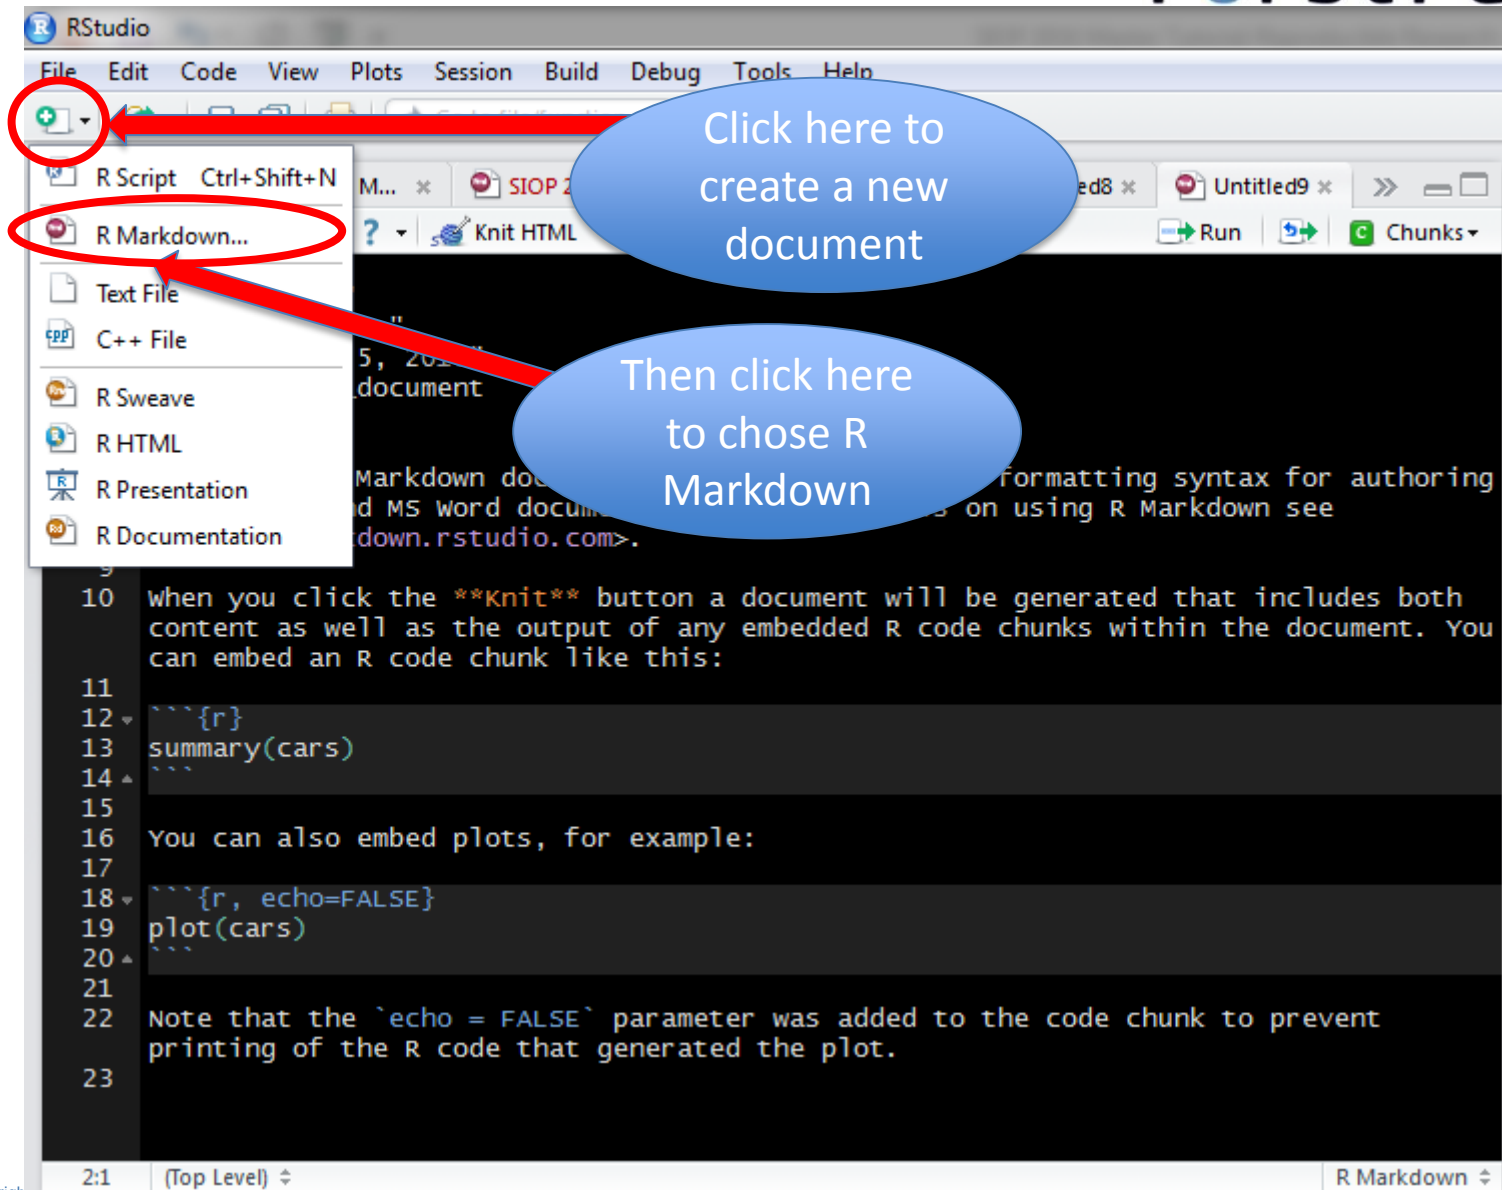 RStudio
File Edit Code View Plots Session Build Debug Tools Help
Click here to
create a new
document
R Script Ctrl+Shift+N
M... SIOP 2 ed8 Untitled9
R Markdown...
Knit HTML Run Chunks
Text File
"
C++ File
5, 
_document
Then click here
to chose R
Markdown
R Sweave
R HTML
Markdown formatting syntax for authoring
R Presentation
d MS Word on using R Markdown see
R Documentation
down.rstudio.com>.
9
10 When you click the **Knit** button a document will be generated that includes both
content as well as the output of any embedded R code chunks within the document. You
can embed an R code chunk like this:
11
12 ```{r}
13 summary(cars)
14 ```
15
16 You can also embed plots, for example:
17
18 ```{r, echo=FALSE}
19 plot(cars)
20 ```
21
22 Note that the `echo = FALSE` parameter was added to the code chunk to prevent
printing of the R code that generated the plot.
23
2:1 (Top Level) R Markdown